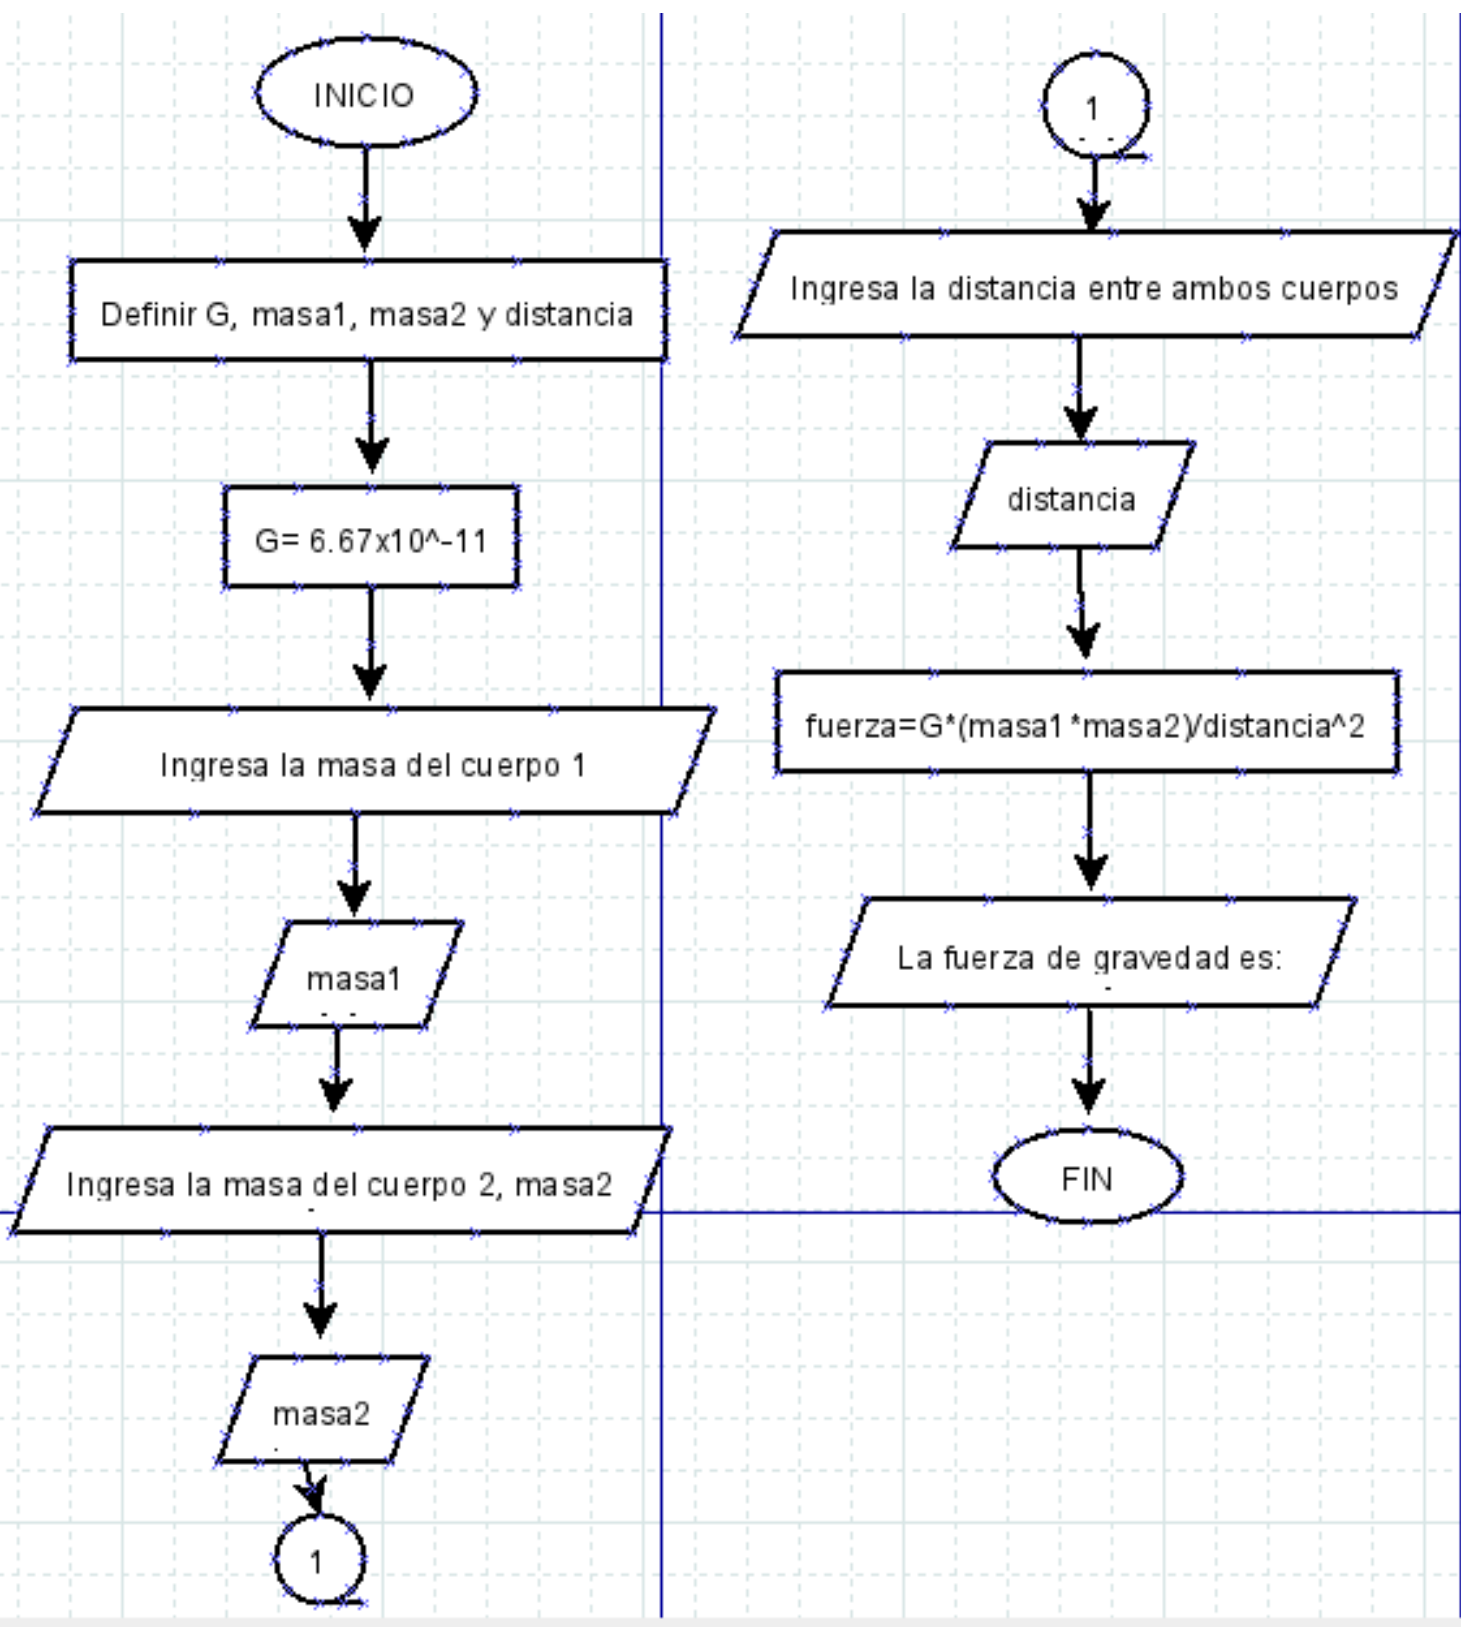 INICIO
Definir G, masa1, masa2 y distancia
G= 6.67x10^-11
Ingresa la masa del cuerpo 1
masa1
Ingresa la masa del cuerpo 2, masa2
masa2
1
1
Ingresa la distancia entre ambos cuerpos
distancia
fuerza=G*(masa1*masa2)/distancia^2
La fuerza de gravedad es:
FIN